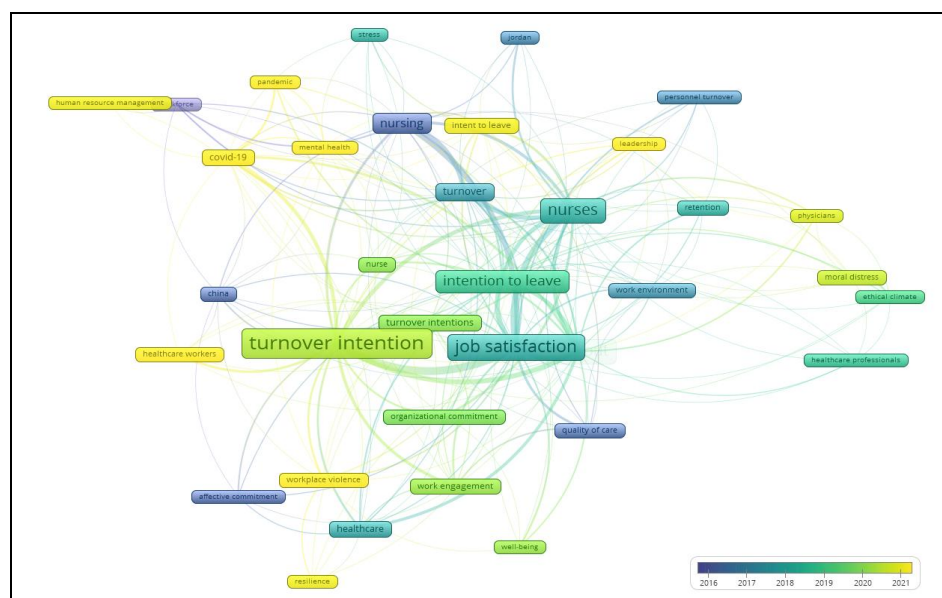 stress
jordan
pandemic
personnel turnover
human resource management
nursing
intent to leave
mental health
leadership
covid-19
turnover
nurses
retention
physicians
nurse
moral distress
intention to leave
work environment
china
ethical climate
turnover intentions
turnover intention
job satisfaction
healthcare workers
healthcare professionals
organizational commitment
quality of care
workplace violence
work engagement
affective commitment
healthcare
well-being
resilience
2016 2017 2018 2019 2020 2021